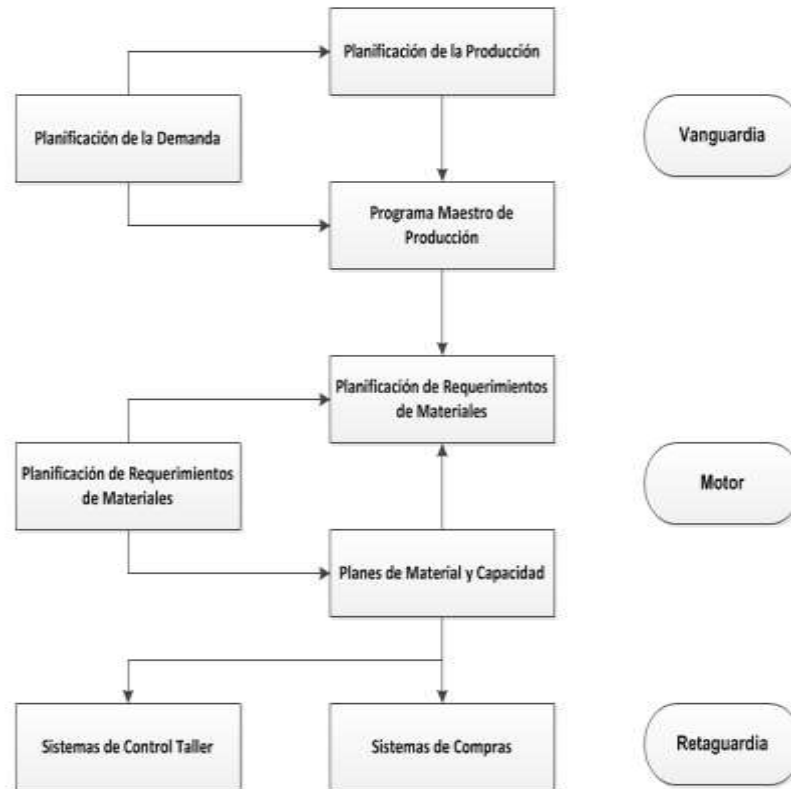 Planificación de la Producción
Planificación de la Demanda
Vanguardia
Programa Maestro de
Producción
Planificación de Requerimientos
de Materiales
Planificación de Requerimientos
de Materiales
Motor
Planes de Material y Capacidad
Sistemas de Control Taller
Sistemas de Compras
Retaguardia